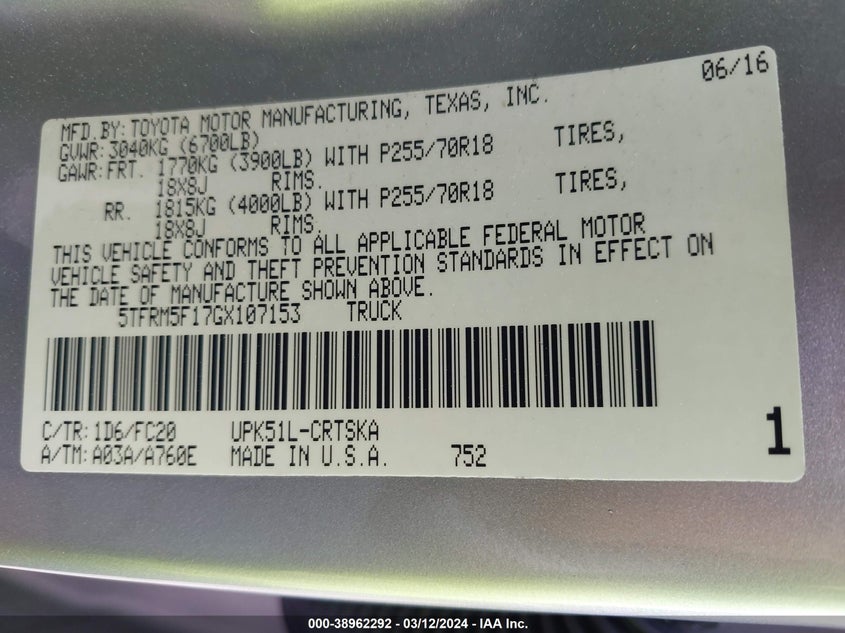 06/16
MFD.BY:TOYOTA MOTOR MANUFACTURING, TEXAS, INC.
GVWR:3040KG (6700LB)
GAWR:FRT. 1770KG (3900LB) WITH P255/70R18 TIRES,
18X8J RIMS.
RR. 1815KG (4000LB) WITH P255/70R18 TIRES,
18X8J RIMS.
THIS VEHICLE CONFORMS TO ALL APPLICABLE FEDERAL MOTOR
VEHICLE SAFETY AND THEFT PREVENTION STANDARDS IN EFFECT ON
THE DATE OF MANUFACTURE SHOWN ABOVE.
5TFRM5F17GX107153 TRUCK
C/TR:1D6/FC20 UPK51L-CRTSKA
A/TM:A03A/A760E MADE IN U.S.A. 752
1
000-38962292 - 03/12/2024 - IAA Inc.